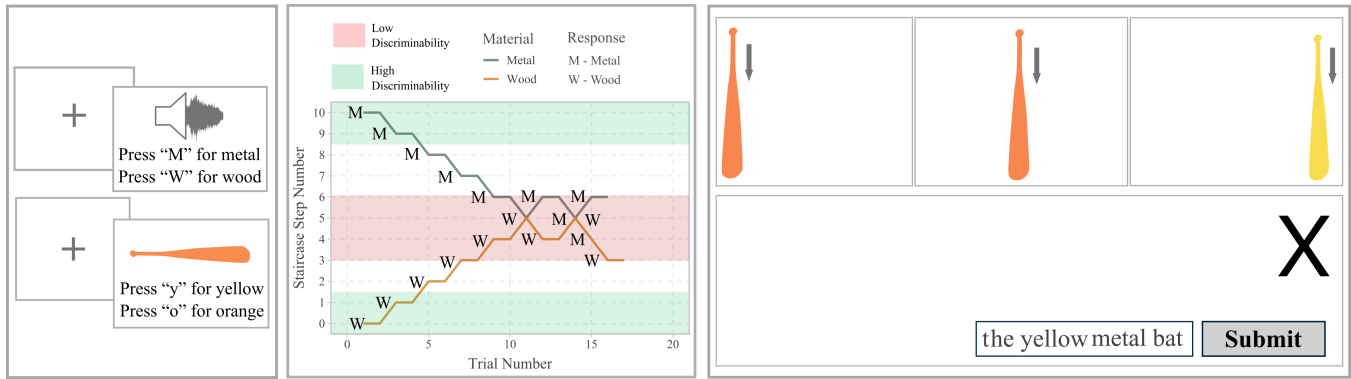 +
Press “M” for metal
Press “W” for wood
+
Press “y” for yellow
Press “o” for orange
Low
Discriminability
High
Discriminability
Material
Metal
Wood
Response
M - Metal
W - Wood
Staircase Step Number
10
9
8
7
6
5
4
3
2
1
0
M
M
M
M
M
M
M
M
M
W
W
W
W
W
W
W
W
W
0
5
10
15
20
Trial Number
X
the yellow metal bat
Submit